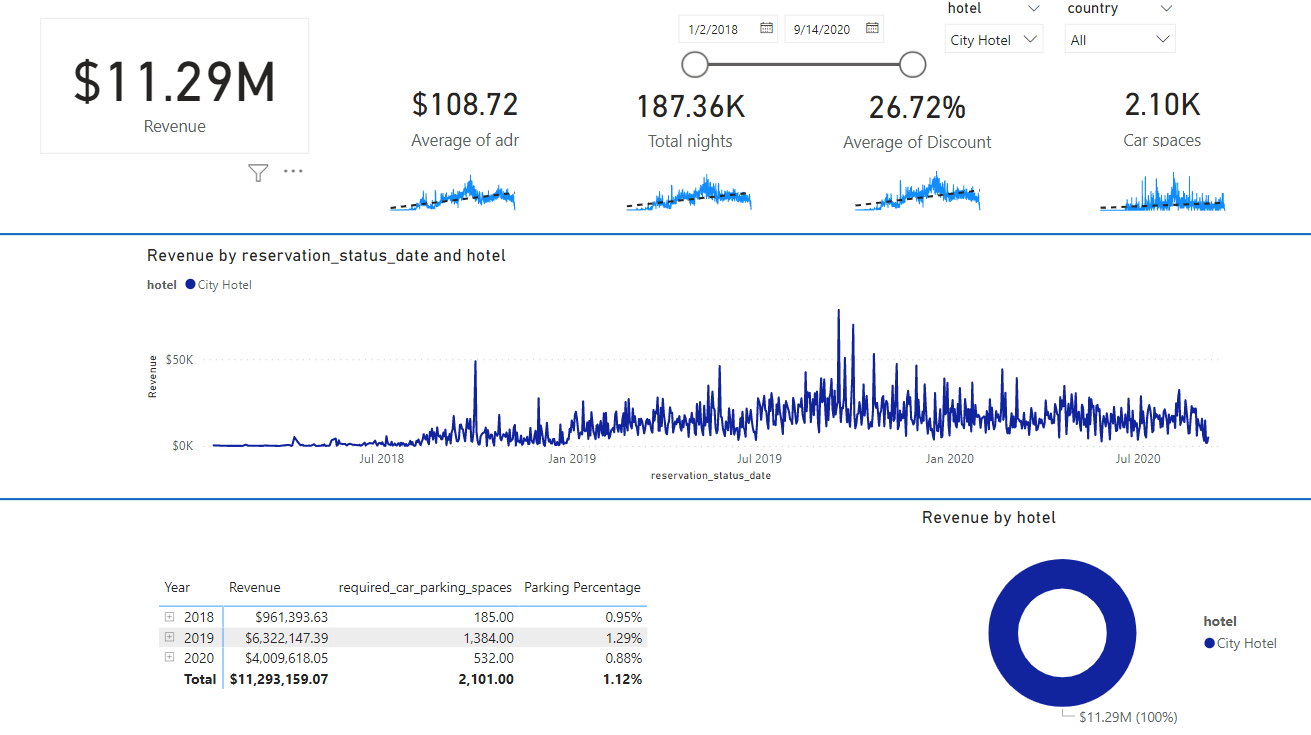 hotel
City Hotel
country
All
1/2/2018
9/14/2020
$11.29M
Revenue
$108.72
Average of adr
187.36K
Total nights
26.72%
Average of Discount
2.10K
Car spaces
Revenue by reservation_status_date and hotel
hotel City Hotel
Revenue
$50K
$0K
Jul 2018
Jan 2019
Jul 2019
Jan 2020
Jul 2020
reservation_status_date
Year Revenue required_car_parking_spaces Parking Percentage
2018 $961,393.63 185.00 0.95%
2019 $6,322,147.39 1,384.00 1.29%
2020 $4,009,618.05 532.00 0.88%
Total $11,293,159.07 2,101.00 1.12%
Revenue by hotel
hotel
City Hotel
$11.29M (100%)